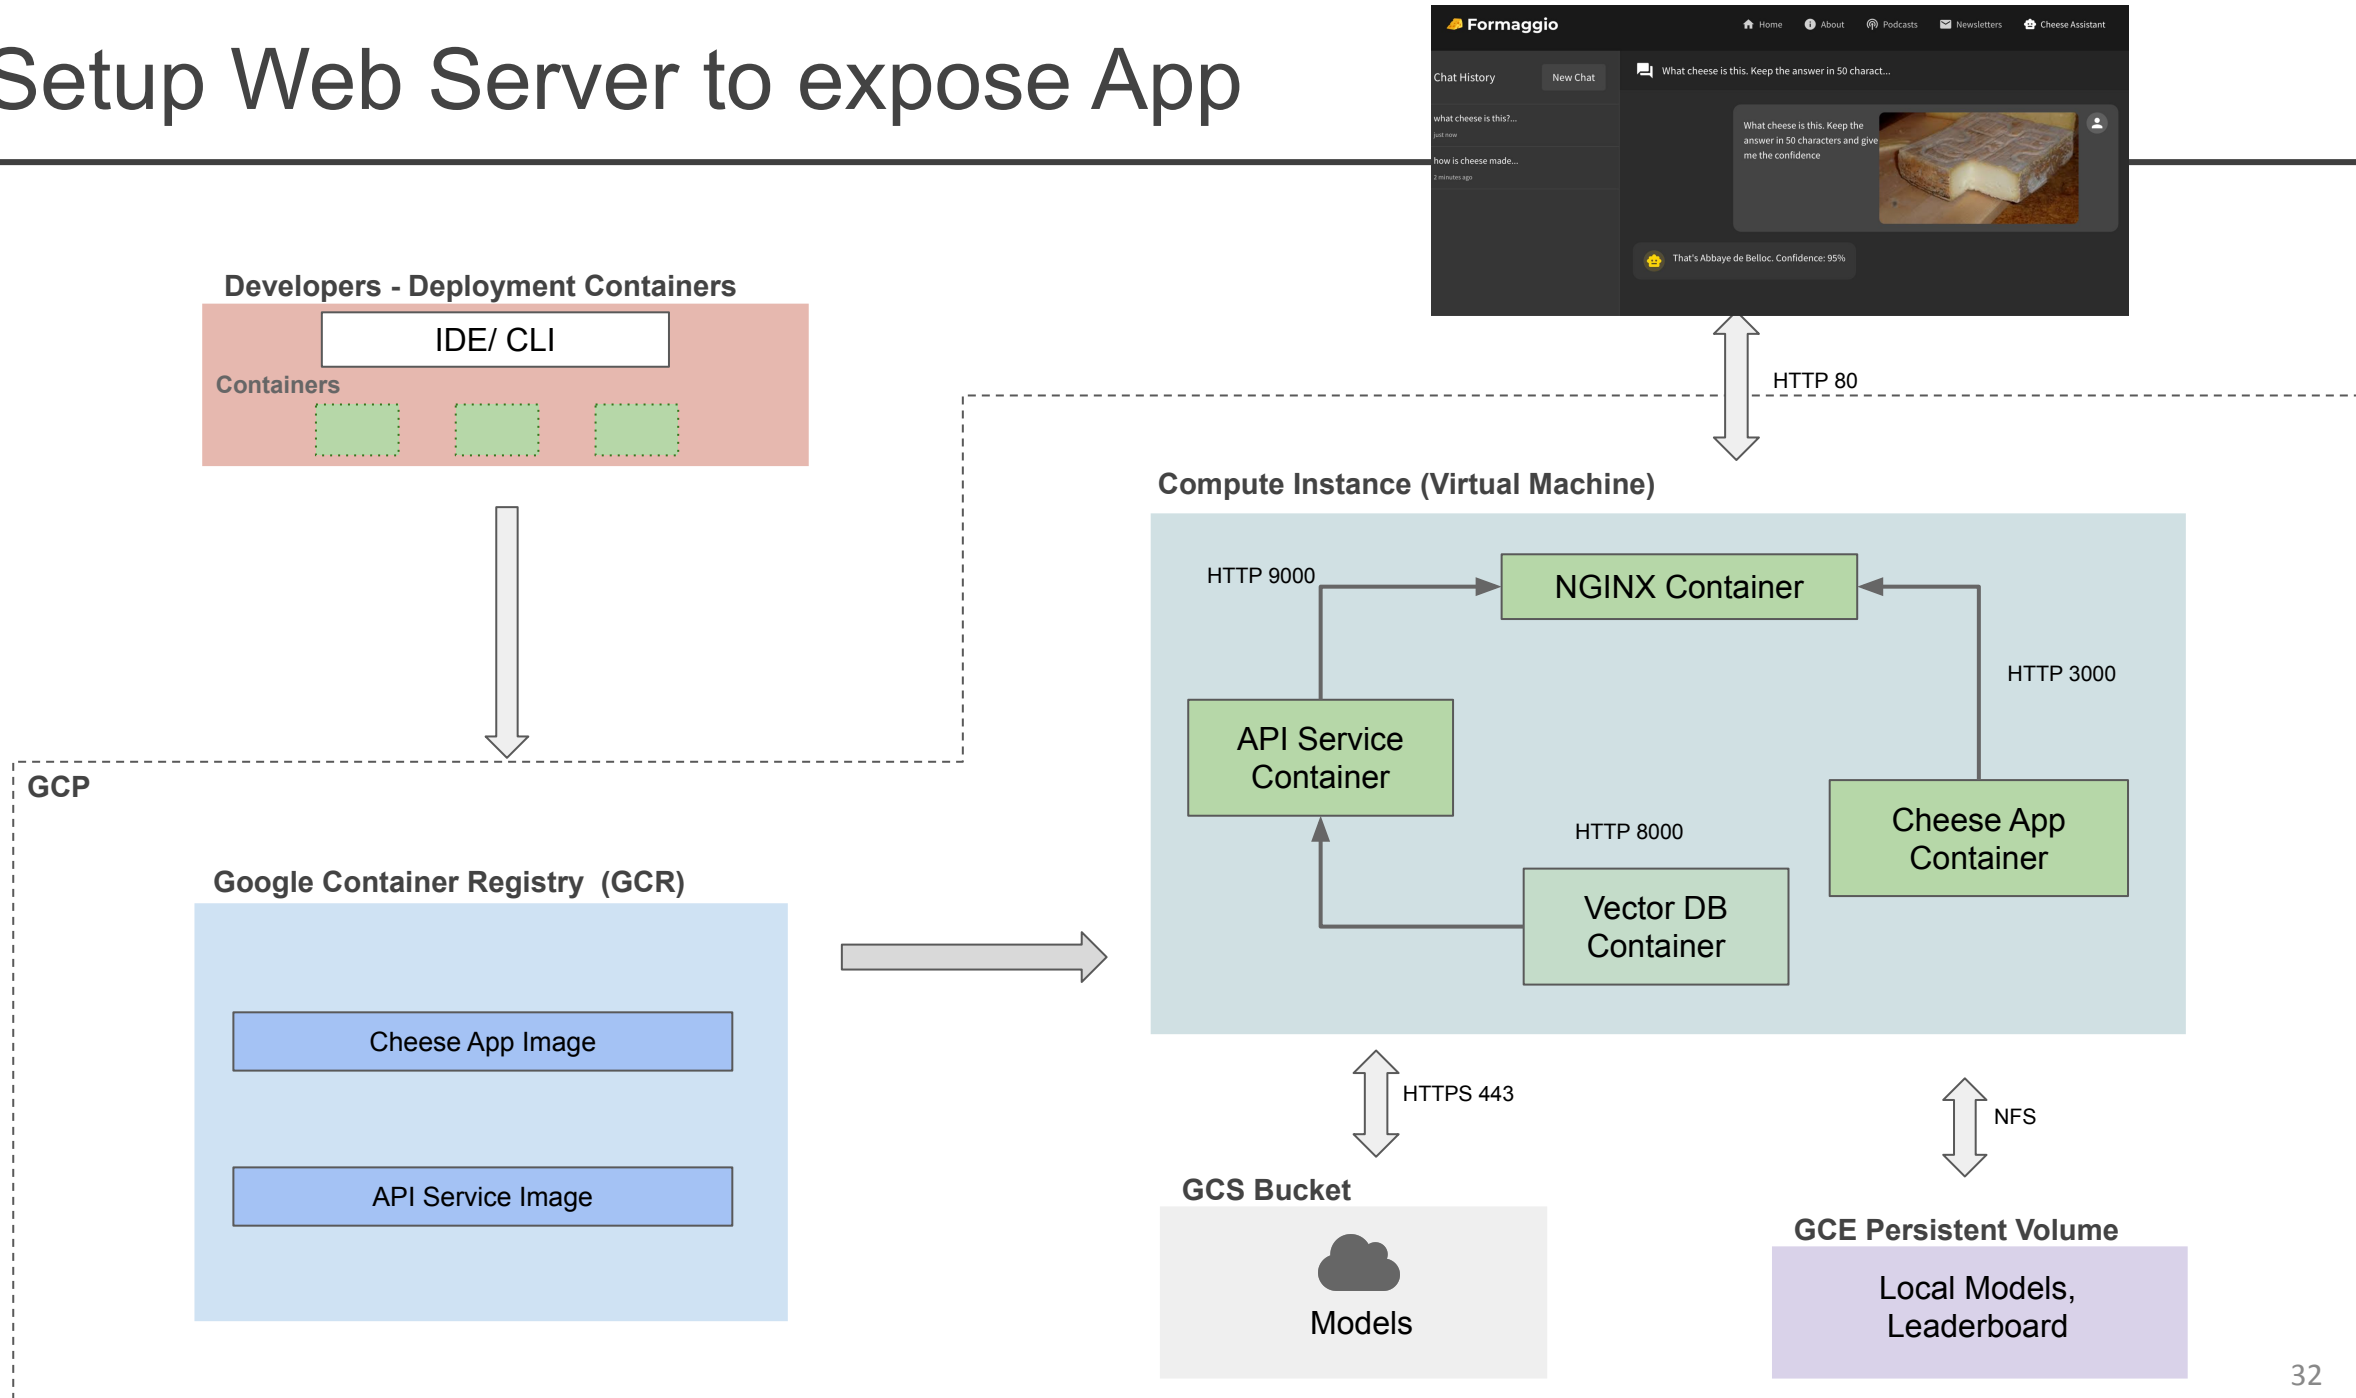 Setup Web Server to expose App
Formaggio
Home
About
Podcasts
Newsletters
Cheese Assistant
Chat History
New Chat
What cheese is this. Keep the answer in 50 charact...
what cheese is this?...
just now
how is cheese made...
2 minutes ago
What cheese is this. Keep the
answer in 50 characters and give
me the confidence
That's Abbaye de Belloc. Confidence: 95%
Developers - Deployment Containers
IDE/ CLI
Containers
HTTP 80
Compute Instance (Virtual Machine)
HTTP 9000
NGINX Container
HTTP 3000
API Service
Container
HTTP 8000
Cheese App
Container
Vector DB
Container
GCP
Google Container Registry (GCR)
Cheese App Image
API Service Image
HTTPS 443
NFS
GCS Bucket
Models
GCE Persistent Volume
Local Models,
Leaderboard
32